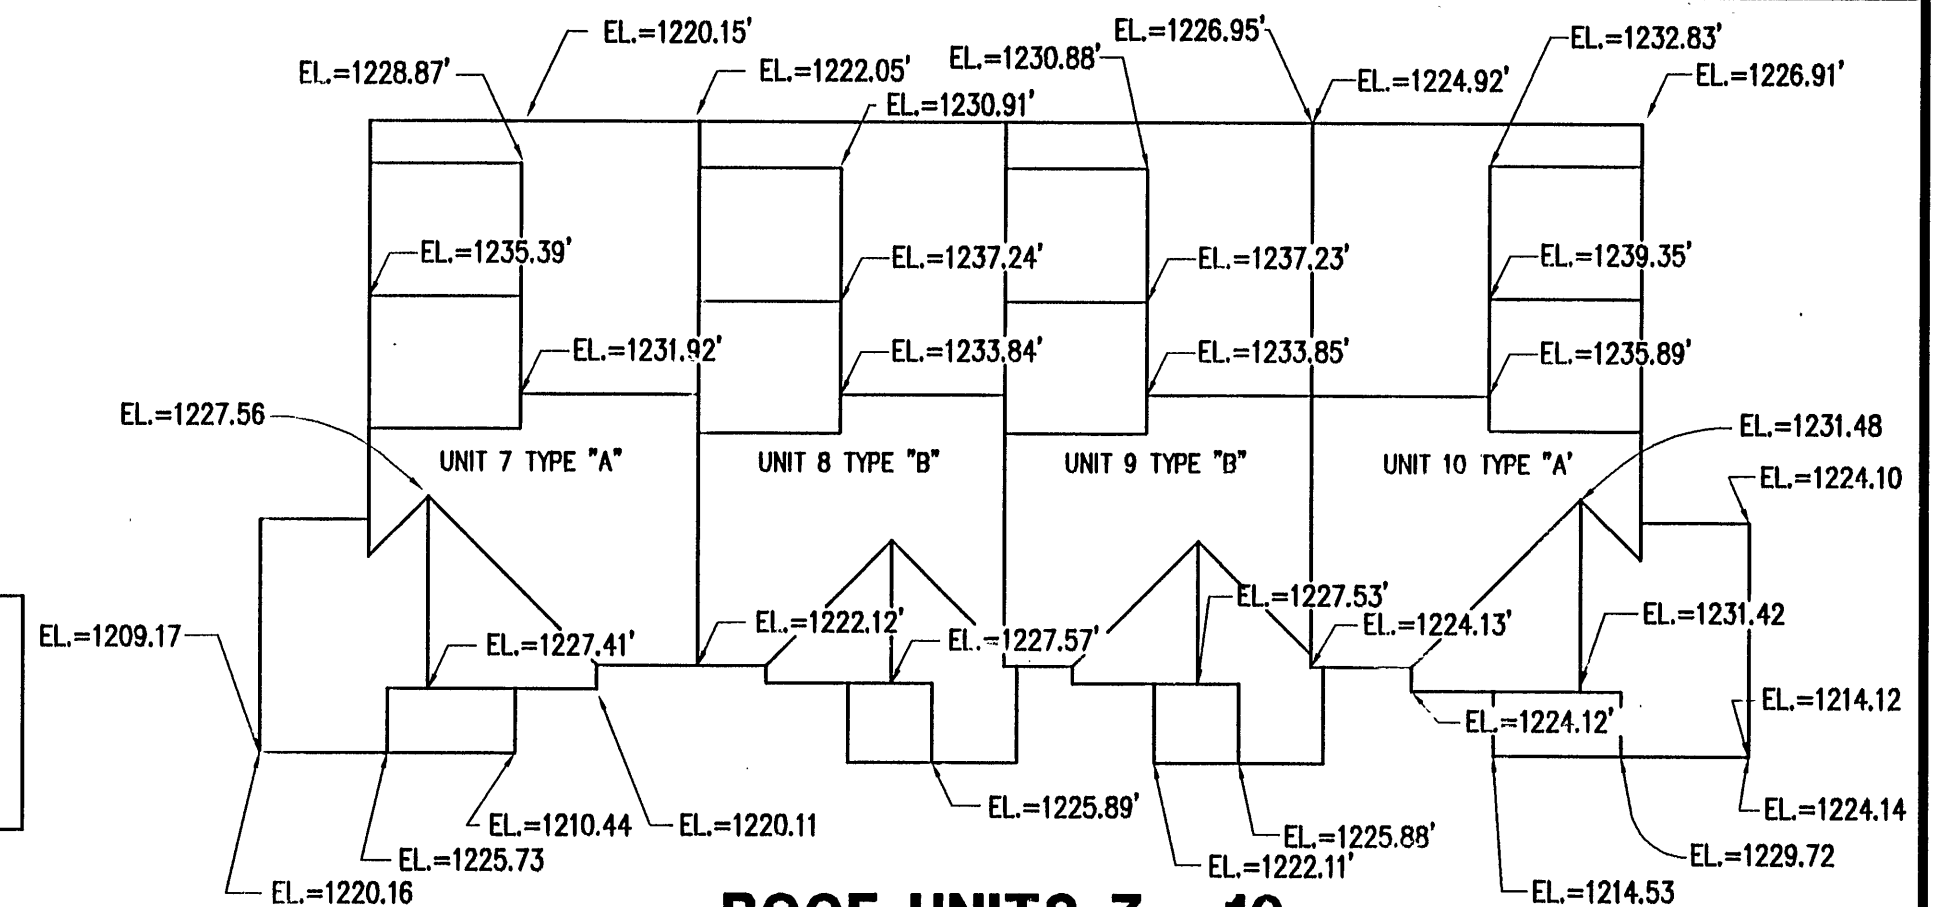 EL.=1220.15'
EL.=1226.95'
EL.=1232.83'
EL.=1228.87'
EL.=1222.05'
EL.=1230.88'
EL.=1224.92'
EL.=1226.91'
EL.=1230.91'
EL.=1235.39'
EL.=1237.24'
EL.=1237.23'
EL.=1239.35'
EL.=1231.92'
EL.=1233.84'
EL.=1233.85'
EL.=1235.89'
EL.=1227.56
EL.=1231.48
UNIT 7 TYPE "A"
UNIT 8 TYPE "B"
UNIT 9 TYPE "B"
UNIT 10 TYPE "A'
EL.=1224.10
EL.=1227.53'
EL.=1209.17
EL.=1227.41'
EL.=1222.12'
EL.=1227.57'
EL.=1224.13'
EL.=1231.42
EL.=1214.12
EL.=1224.12'
EL.=1225.89'
EL.=1224.14
EL.=1210.44
EL.=1220.11
EL.=1225.88'
EL.=1225.73
EL.=1222.11'
EL.=1229.72
EL.=1220.16
EL.=1214.53
ROOF UNITS 7 - 10